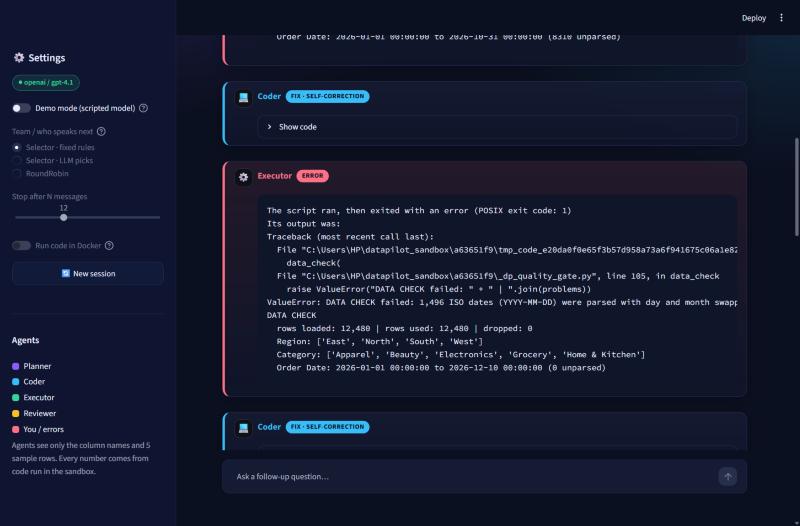 Deploy
Settings
openai / gpt-4.1
Demo mode (scripted model)
Team / who speaks next
Selector · fixed rules
Selector · LLM picks
RoundRobin
Stop after N messages
12
Run code in Docker
New session
Agents
Planner
Coder
Executor
Reviewer
You / errors
Agents see only the column names and 5
sample rows. Every number comes from
code run in the sandbox.
Order Date: 2026-01-01 00:00:00 to 2026-10-31 00:00:00 (8310 unparsed)
Coder FIX · SELF-CORRECTION
Show code
Executor ERROR
The script ran, then exited with an error (POSIX exit code: 1)
Its output was:
Traceback (most recent call last):
File "C:\Users\HP\datapilot_sandbox\a63651f9\tmp_code_e20da0f0e65f3b57d958a73a6f941675c06a1e82
data_check(
File "C:\Users\HP\datapilot_sandbox\a63651f9\_dp_quality_gate.py", line 105, in data_check
raise ValueError("DATA CHECK failed: " + " | ".join(problems))
ValueError: DATA CHECK failed: 1,496 ISO dates (YYYY-MM-DD) were parsed with day and month swapp
DATA CHECK
rows loaded: 12,480 | rows used: 12,480 | dropped: 0
Region: ['East', 'North', 'South', 'West']
Category: ['Apparel', 'Beauty', 'Electronics', 'Grocery', 'Home & Kitchen']
Order Date: 2026-01-01 00:00:00 to 2026-12-10 00:00:00 (0 unparsed)
Coder FIX · SELF-CORRECTION
Ask a follow-up question...